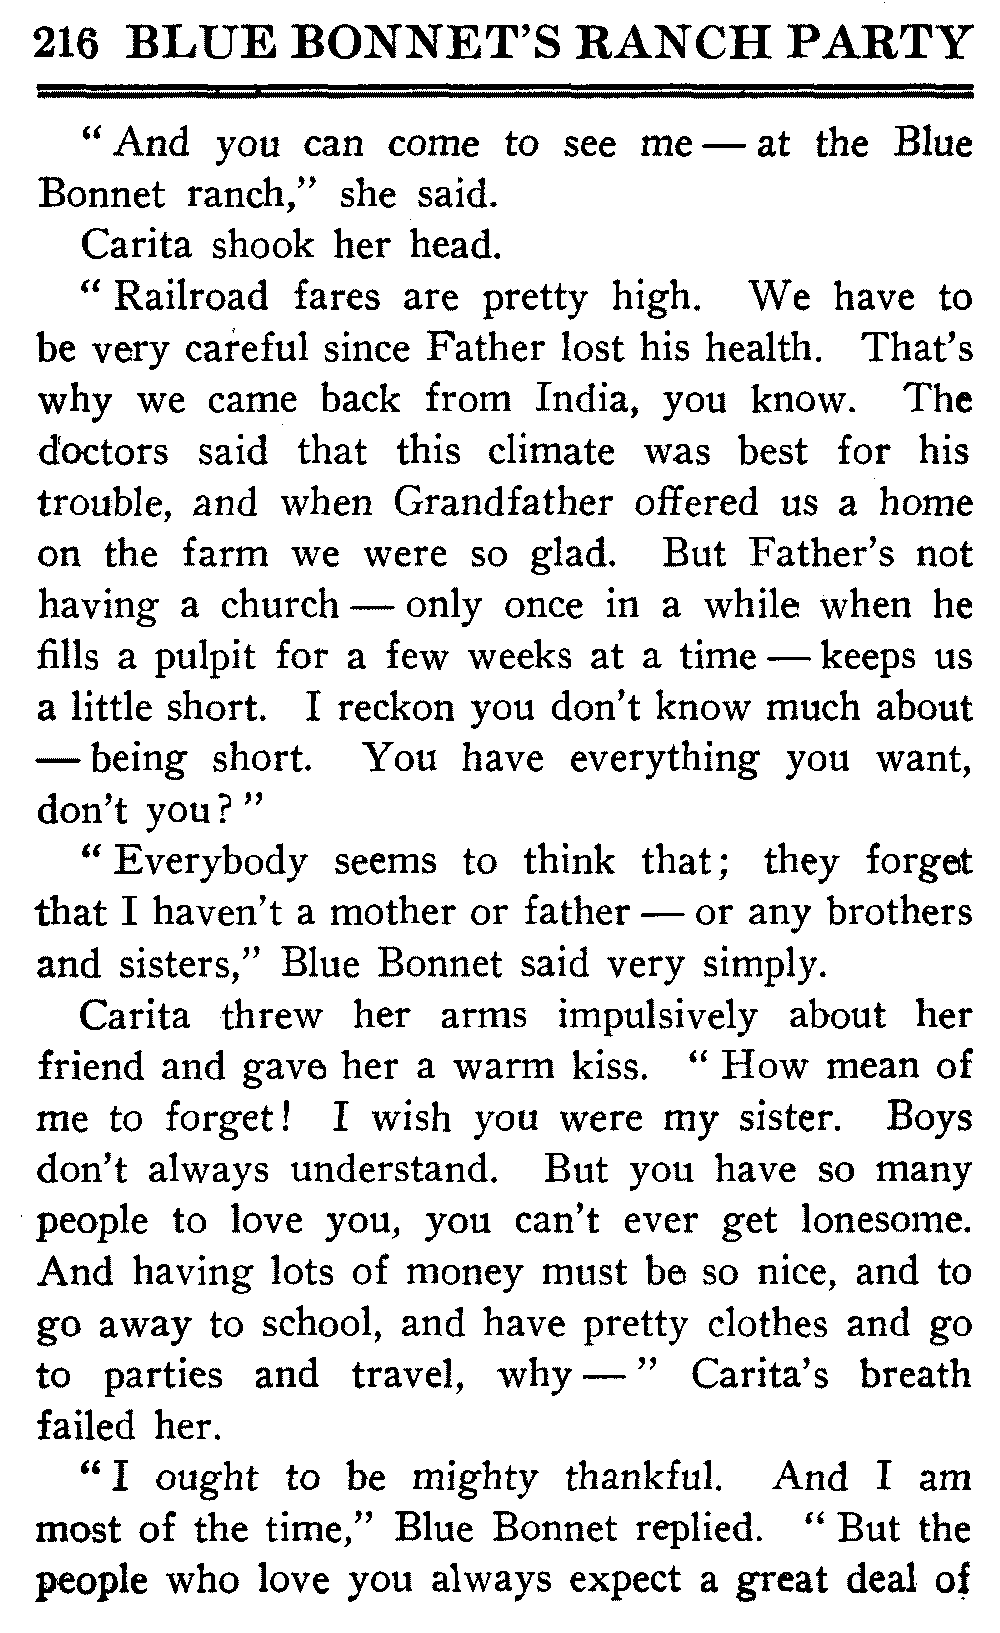 216 BLUE BONNET'S RANCH PARTY
“ And you can come to see me — at the Blue
Bonnet ranch,” she said.
Carita shook her head.
“ Railroad fares are pretty high. We have to
be very careful since Father lost his health. That's
why we came back from India, you know. The
doctors said that this climate was best for his
trouble, and when Grandfather offered us a home
on the farm we were so glad. But Father's not
having a church — only once in a while when he
fills a pulpit for a few weeks at a time — keeps us
a little short. I reckon you don't know much about
— being short. You have everything you want,
don't you? ”
“ Everybody seems to think that; they forget
that I haven't a mother or father — or any brothers
and sisters,” Blue Bonnet said very simply.
Carita threw her arms impulsively about her
friend and gave her a warm kiss. “ How mean of
me to forget! I wish you were my sister. Boys
don't always understand. But you have so many
people to love you, you can't ever get lonesome.
And having lots of money must be so nice, and to
go away to school, and have pretty clothes and go
to parties and travel, why — ” Carita's breath
failed her.
“ I ought to be mighty thankful. And I am
most of the time,” Blue Bonnet replied. “ But the
people who love you always expect a great deal of